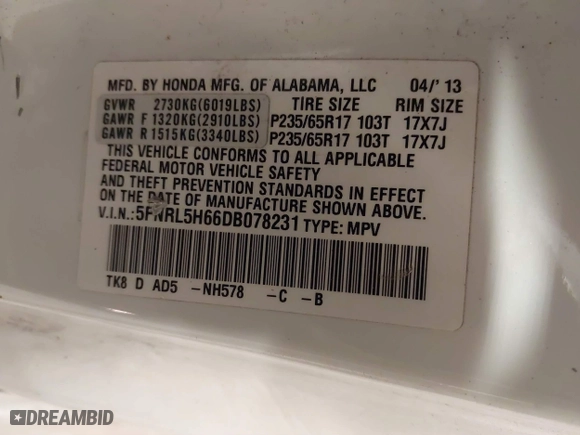 MFD. BY HONDA MFG. OF ALABAMA, LLC 04/' 13
GVWR 2730KG(6019LBS) TIRE SIZE RIM SIZE
GAWR F 1320KG(2910LBS) P235/65R17 103T 17X7J
GAWR R 1515KG(3340LBS) P235/65R17 103T 17X7J
THIS VEHICLE CONFORMS TO ALL APPLICABLE
FEDERAL MOTOR VEHICLE SAFETY
AND THEFT PREVENTION STANDARDS IN EFFECT
ON THE DATE OF MANUFACTURE SHOWN ABOVE.
V.I.N.:5FNRL5H66DB078231 TYPE: MPV
TK8 D AD5 -NH578 -C -B
DREAMBID